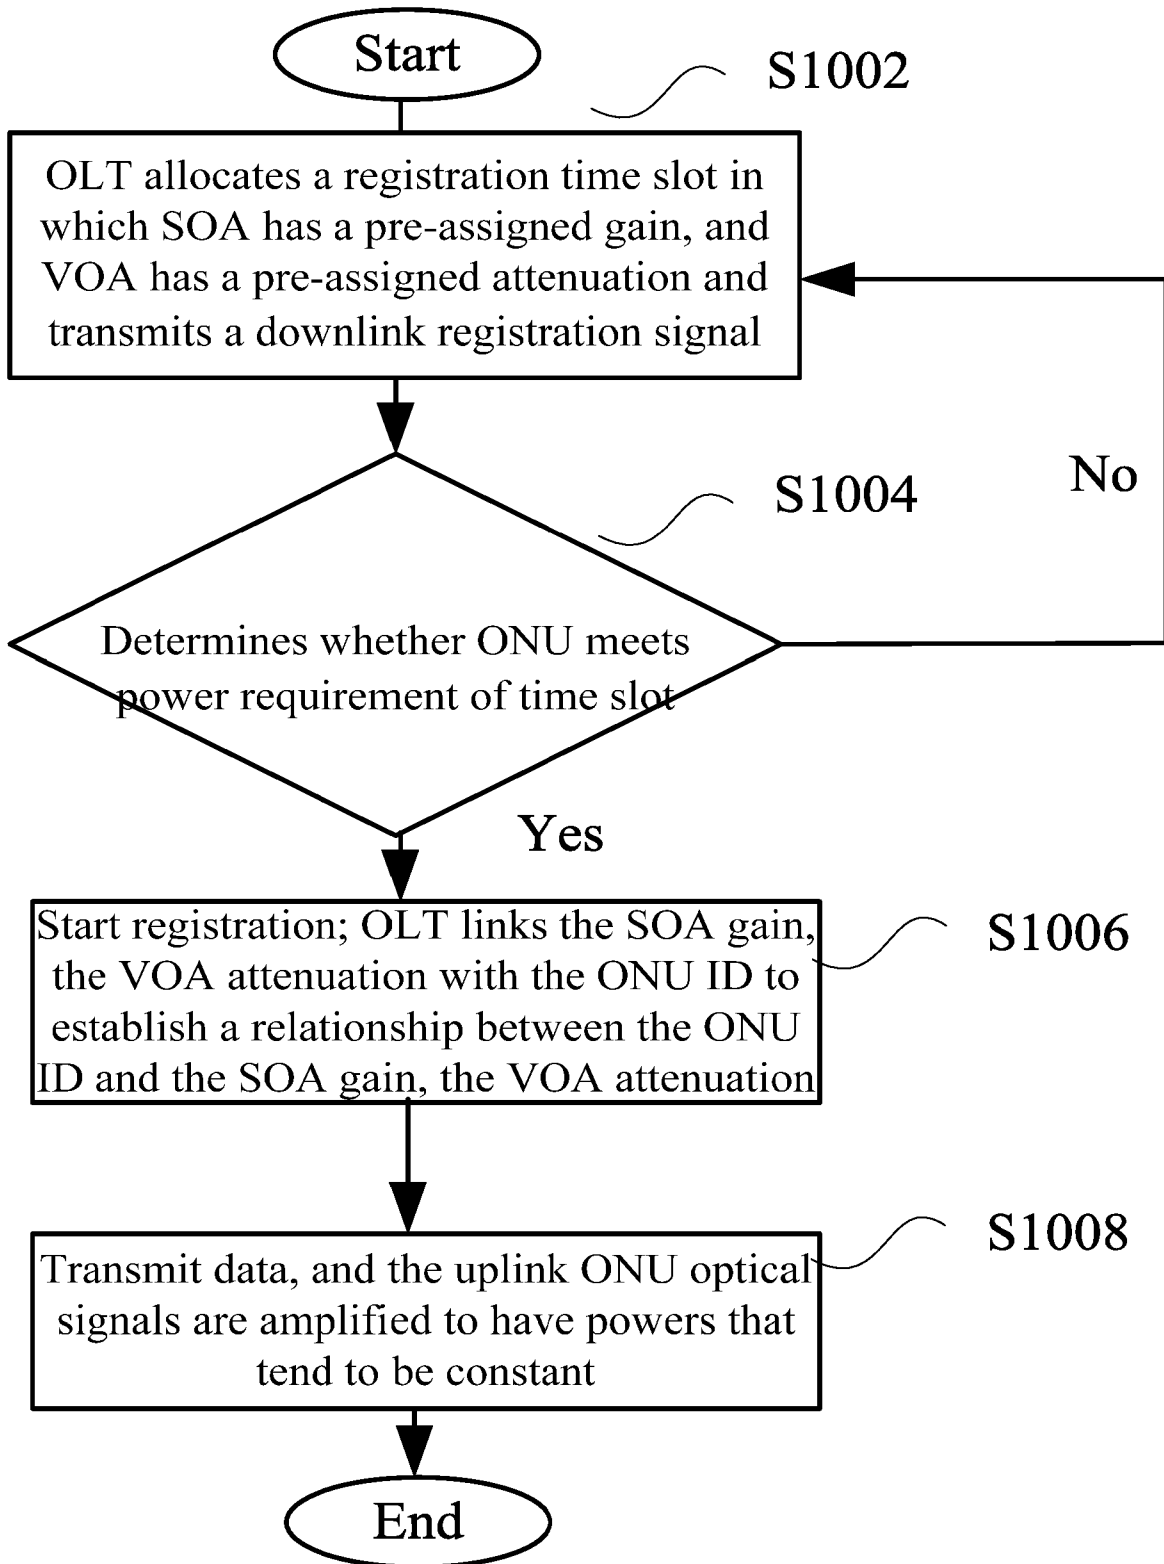 Start
S1002
OLT allocates a registration time slot in
which SOA has a pre-assigned gain, and
VOA has a pre-assigned attenuation and
transmits a downlink registration signal
No
S1004
Determines whether ONU meets
power requirement of time slot
Yes
Start registration; OLT links the SOA gain,
the VOA attenuation with the ONU ID to
establish a relationship between the ONU
ID and the SOA gain, the VOA attenuation
S1006
S1008
Transmit data, and the uplink ONU optical
signals are amplified to have powers that
tend to be constant
End